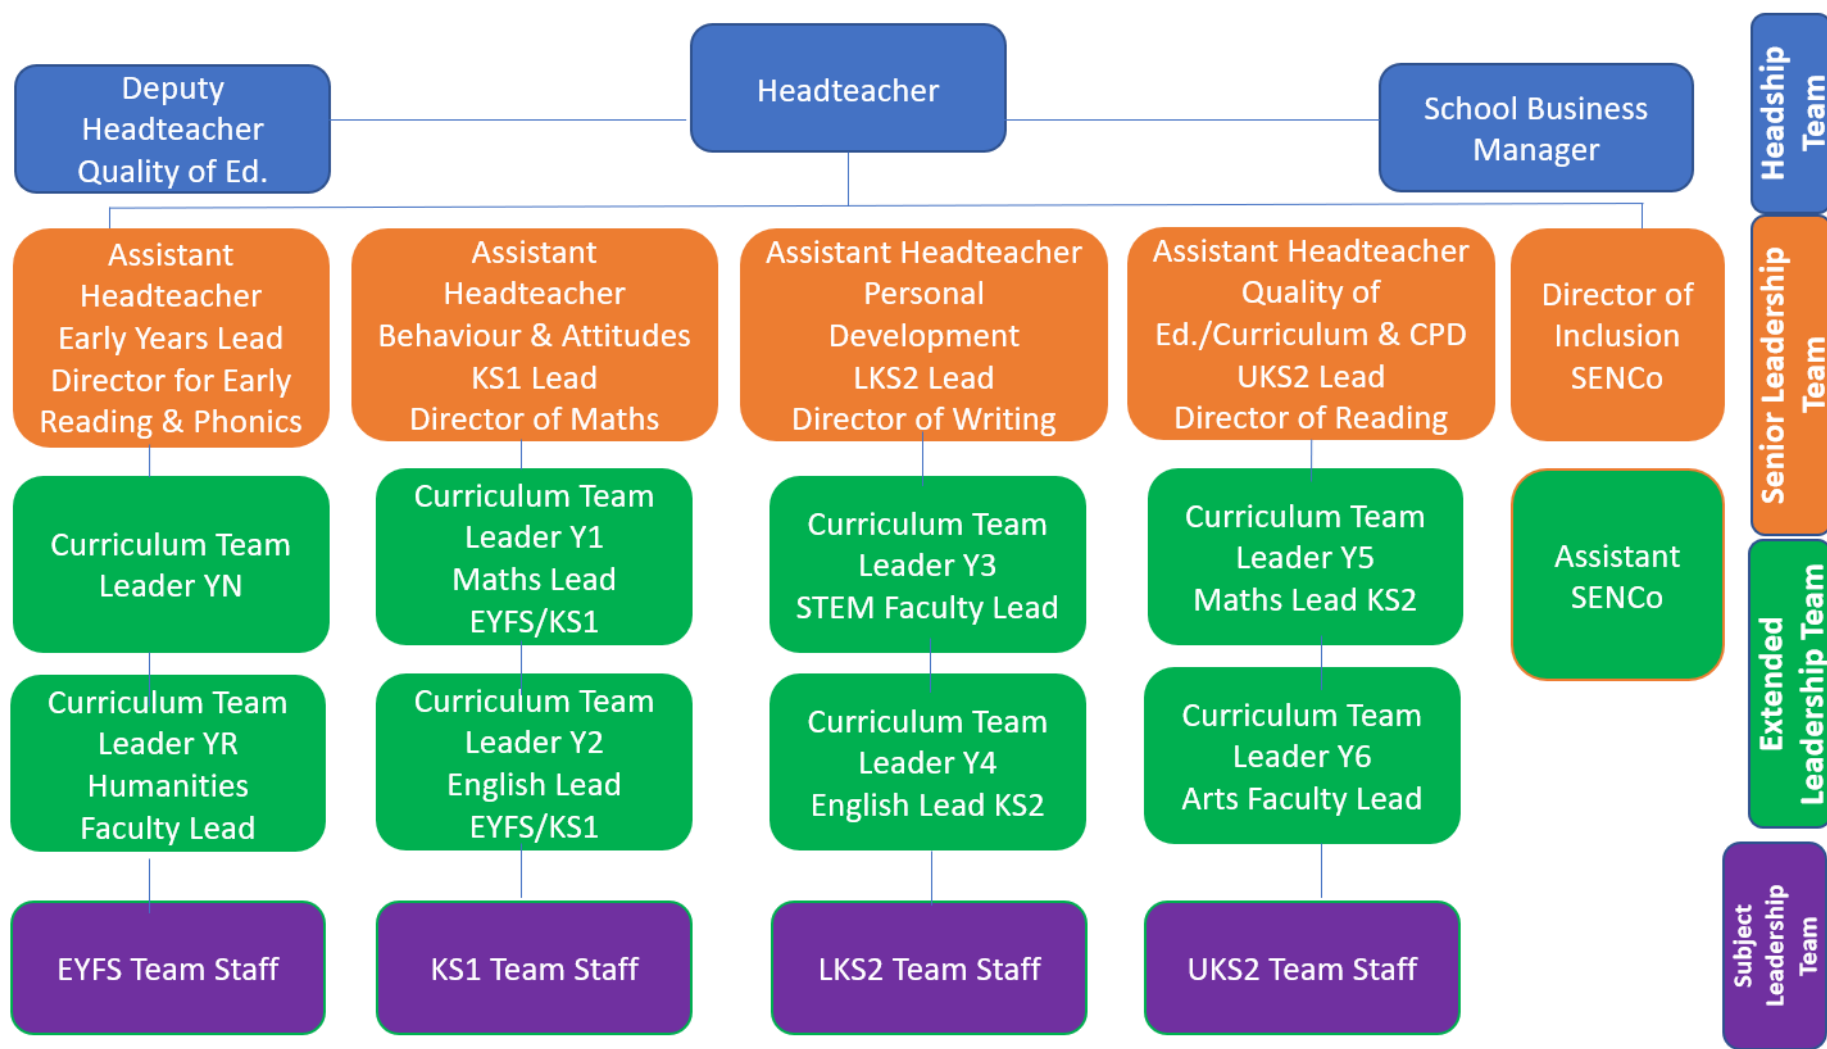 Headteacher
Deputy
Headteacher
Quality of Ed.
School Business
Manager
Headship
Team
Assistant
Headteacher
Early Years Lead
Director for Early
Reading & Phonics
Assistant
Headteacher
Behaviour & Attitudes
KS1 Lead
Director of Maths
Assistant Headteacher
Personal
Development
LKS2 Lead
Director of Writing
Assistant Headteacher
Quality of
Ed./Curriculum & CPD
UKS2 Lead
Director of Reading
Director of
Inclusion
SENCo
Senior Leadership
Team
Curriculum Team
Leader YN
Curriculum Team
Leader Y1
Maths Lead
EYFS/KS1
Curriculum Team
Leader Y3
STEM Faculty Lead
Curriculum Team
Leader Y5
Maths Lead KS2
Assistant
SENCo
Extended
Leadership Team
Curriculum Team
Leader YR
Humanities
Faculty Lead
Curriculum Team
Leader Y2
English Lead
EYFS/KS1
Curriculum Team
Leader Y4
English Lead KS2
Curriculum Team
Leader Y6
Arts Faculty Lead
EYFS Team Staff
KS1 Team Staff
LKS2 Team Staff
UKS2 Team Staff
Subject
Leadership
Team